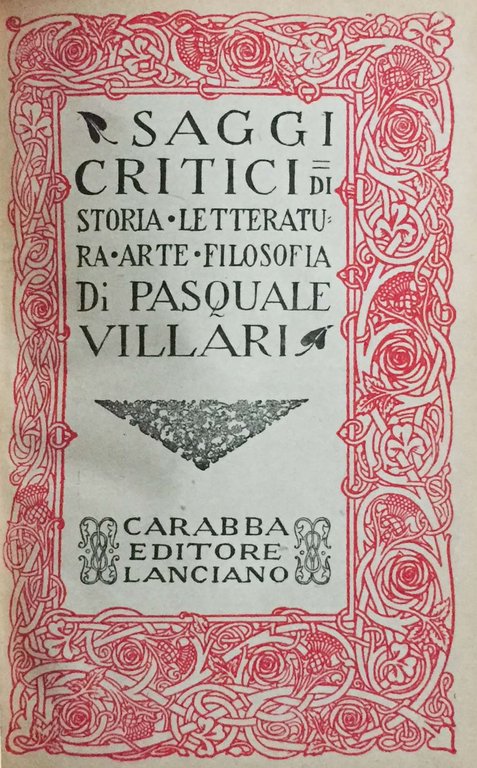 SAGGI
CRITICI DI
STORIA·LETTERATU-
RA·ARTE·FILOSOFIA
Di PASQUALE
VILLARI
CARABBA
EDITORE
LANCIANO